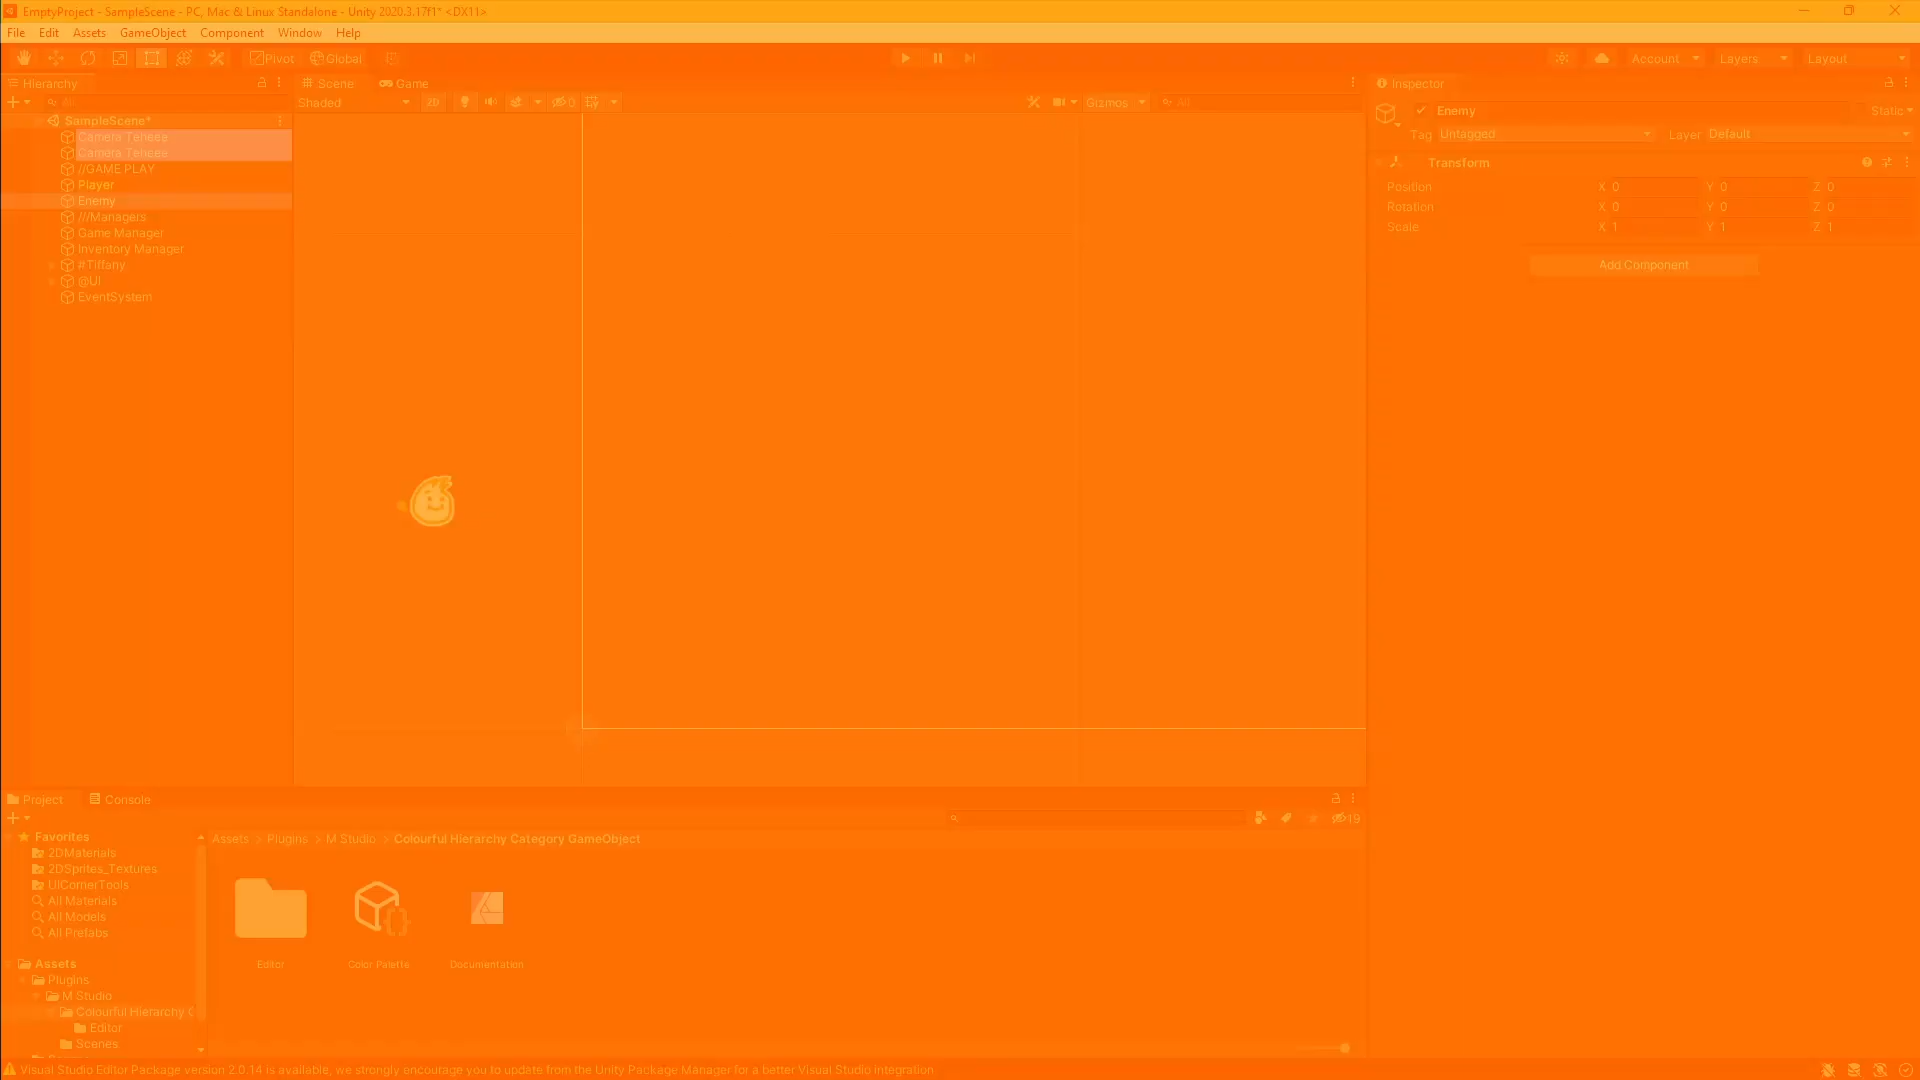 EmptyProject - SampleScene - PC, Mac & Linux Standalone - Unity 2020.3.17f1* <DX11>
File Edit Assets GameObject Component Window Help
Pivot Global Account Layers Layout
Hierarchy Scene Game Inspector
All Shaded 2D 0 Gizmos All
SampleScene* Enemy Static
Tag Untagged Layer Default
//GAME PLAY Transform
Player Position X 0 Y 0 Z 0
Enemy Rotation X 0 Y 0 Z 0
///Managers Scale X 1 Y 1 Z 1
Game Manager
Inventory Manager
#Tiffany Add Component
@UI
EventSystem
Project Console
19
Favorites Assets > Plugins > M Studio > Colourful Hierarchy Category GameObject
2DMaterials
2DSprites_Textures
UICornerTools
All Materials
All Models
All Prefabs
Assets Editor Color Palette Documentation
Plugins
M Studio
Colourful Hierarchy C
Editor
Scenes
Visual Studio Editor Package version 2.0.14 is available, we strongly encourage you to update from the Unity Package Manager for a better Visual Studio integration